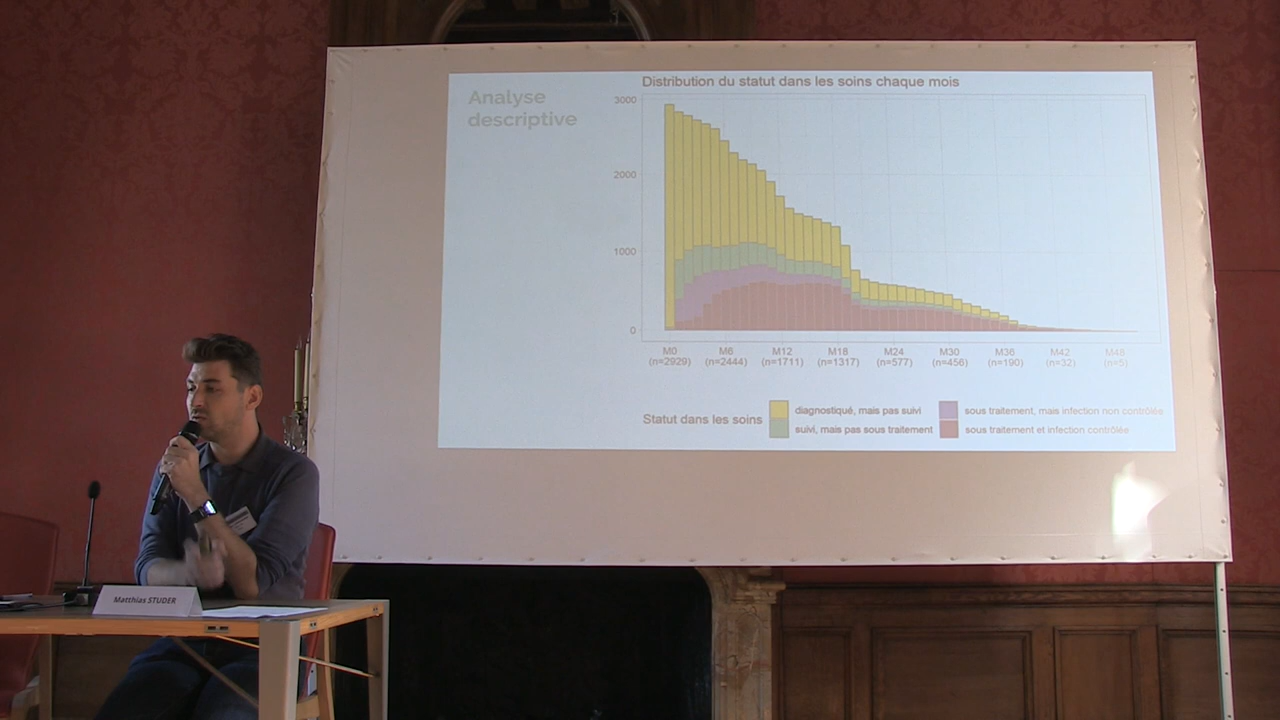 Distribution du statut dans les soins chaque mois
Analyse
descriptive
3000
2000
1000
0
M0 M6 M12 M18 M24 M30 M36 M42 M48
(n=2929) (n=2444) (n=1711) (n=1317) (n=577) (n=456) (n=190) (n=32) (n=5)
Statut dans les soins
diagnostiqué, mais pas suivi
suivi, mais pas sous traitement
sous traitement, mais infection non contrôlée
sous traitement et infection contrôlée
Matthias STUDER